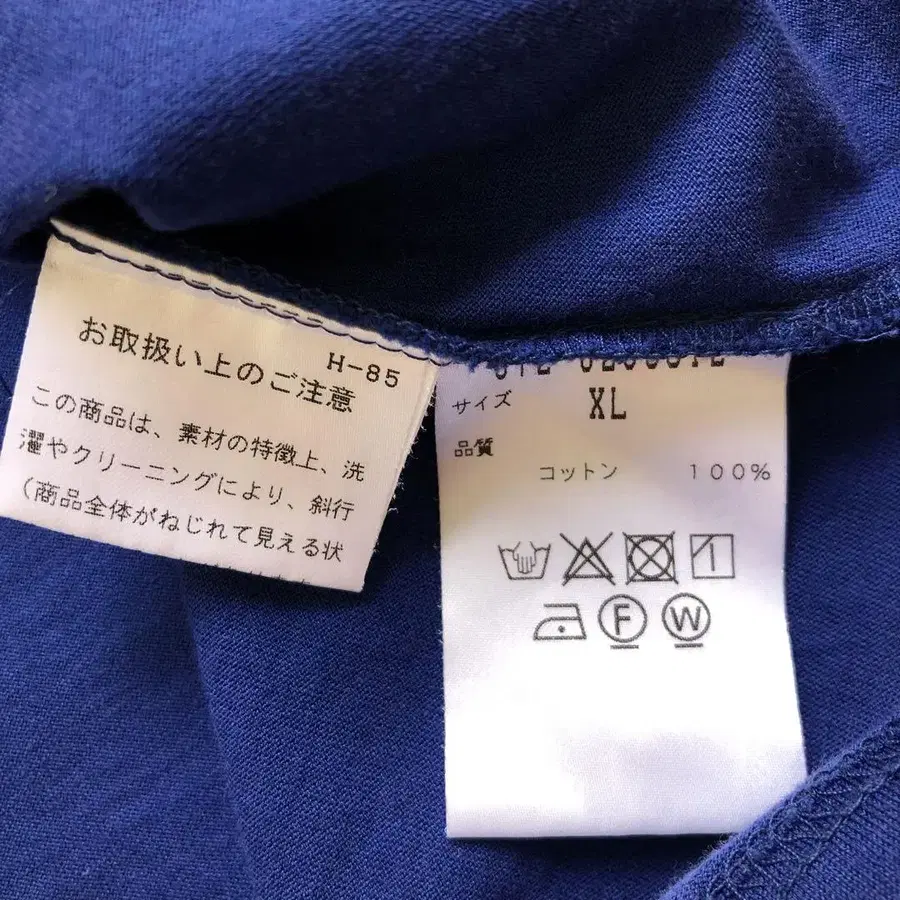 H-85
お取扱い上のご注意
この商品は、素材の特徴上、洗
濯やクリーニングにより、斜行
（商品全体がねじれて見える状
サイズ XL
品質
コットン 100%
F W